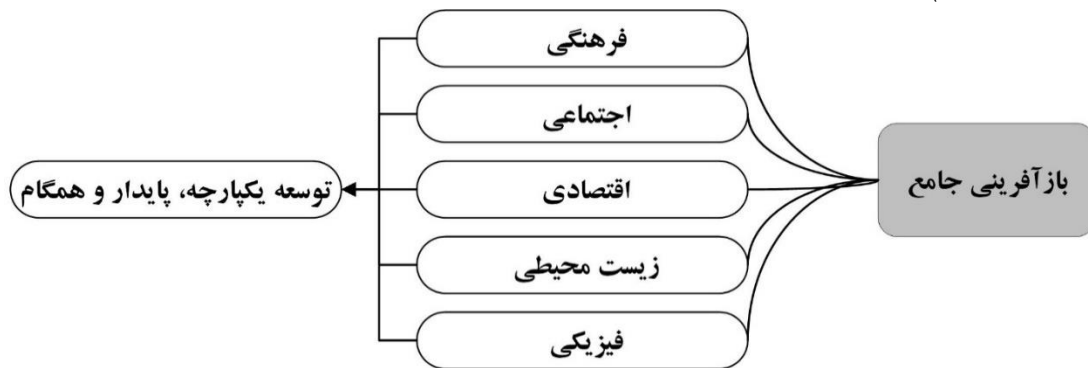 بازآفرینی جامع
فرهنگی
اجتماعی
اقتصادی
زیست محیطی
فیزیکی
توسعه یکپارچه، پایدار و همگام